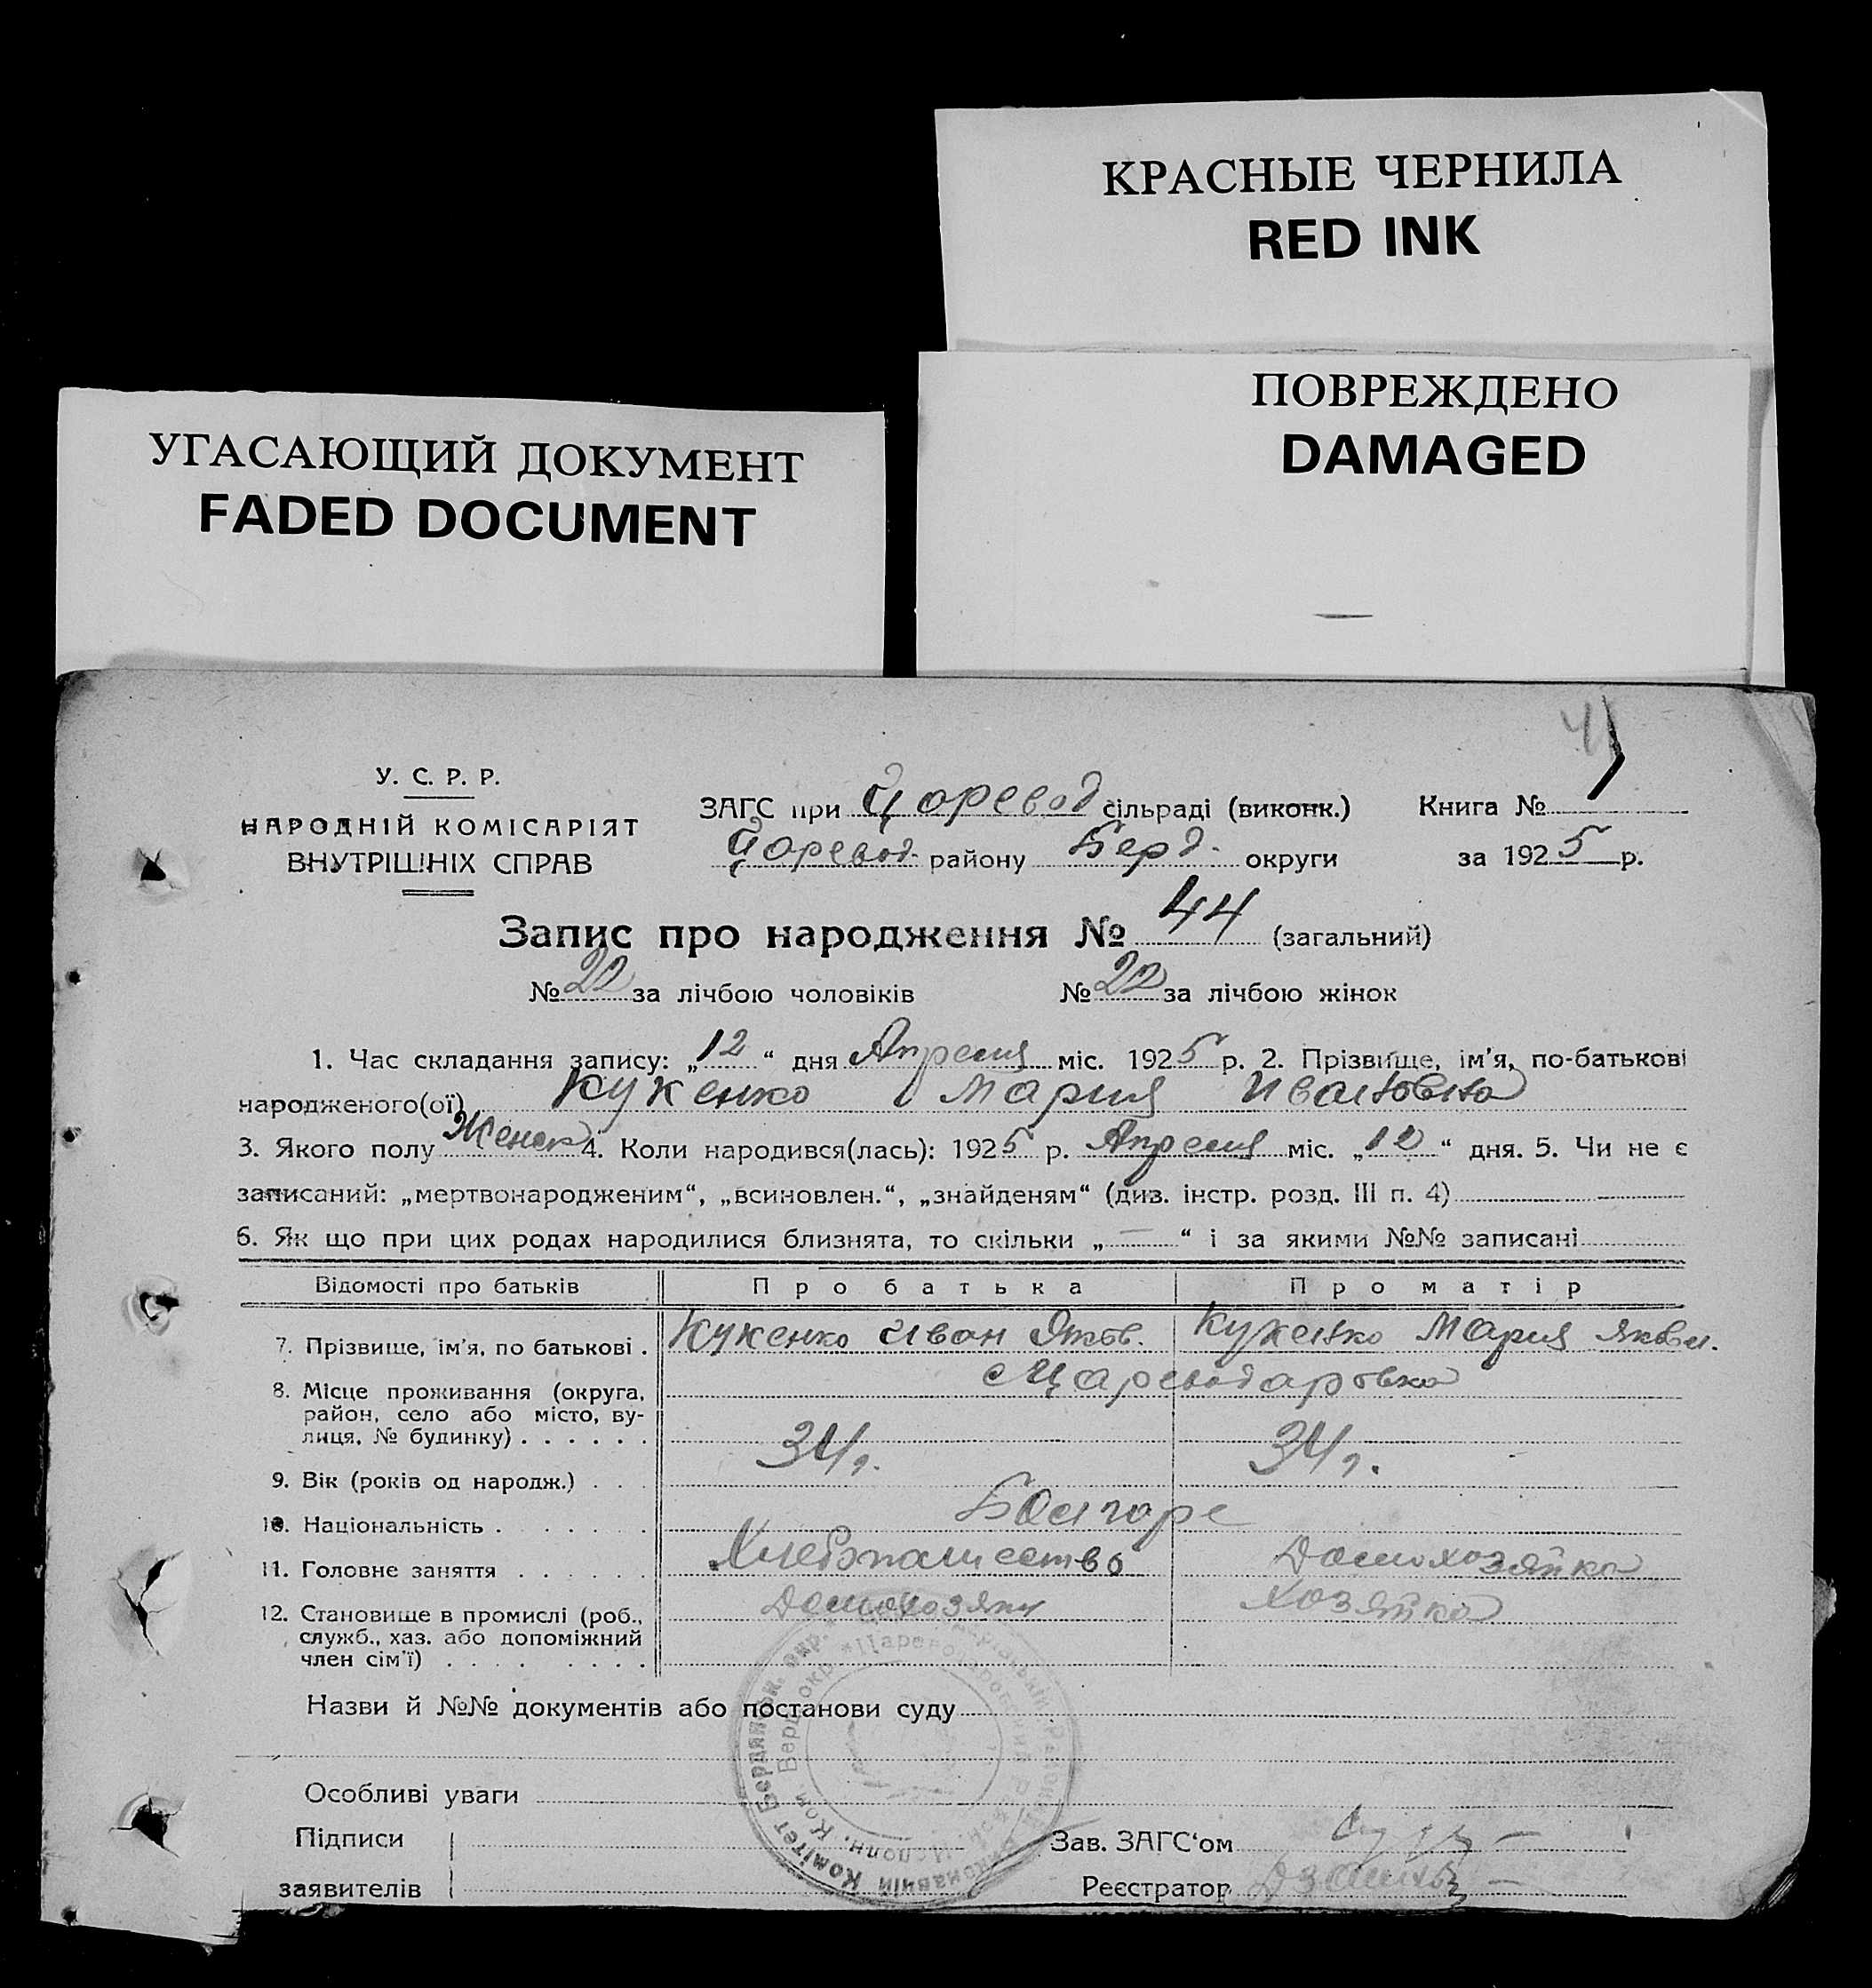 КРАСНЫЕ ЧЕРНИЛА
RED INK
ПОВРЕЖДЕНО
DAMAGED
УГАСАЮЩИЙ ДОКУМЕНТ
FADED DOCUMENT
У. С. Р. Р.
НАРОДНІЙ КОМІСАРІЯТ
ВНУТРІШНІХ СПРАВ
ЗАГС при Царевод сільраді (виконк.) Книга №
Царевод. району Берд. округи за 1925 р.
Запис про народження № 44 (загальний)
№ 22 за лічбою чоловіків № 22 за лічбою жінок
1. Час складання запису: „12“ дня Апреля міс. 1925 р. 2. Прізвище, ім'я, по-батькові
народженого(ої) Кукенко Мария Ивановна
3. Якого полу Женск 4. Коли народився(лась): 1925 р. Апреля міс. „12“ дня. 5. Чи не є
записаний: „мертвонародженим“, „всиновлен.“, „знайденям“ (див. інстр. розд. III п. 4)
6. Як що при цих родах народилися близнята, то скільки „—“ і за якими №№ записані
Відомості про батьків Про батька Про матір
7. Прізвище, ім'я, по батькові . Кукенко Иван Яковл. Кукенко Мария Яковл.
8. Місце проживання (округа, с Цареводаровка
район, село або місто, ву-
лиця, № будинку) . . . . . .
9. Вік (років од народж.) . . . 34 г. 34 г.
10. Національність . . . . . . . Болгаре
11. Головне заняття . . . . . . Хлебопашество Домохозяйка
12. Становище в промислі (роб., Домохозяин Хозяйка
служб., хаз. або допоміжний
член сім'ї) . . . . . . . .
Назви й №№ документів або постанови суду
Особливі уваги
Підписи Зав. ЗАГС'ом
заявителів Реєстратор